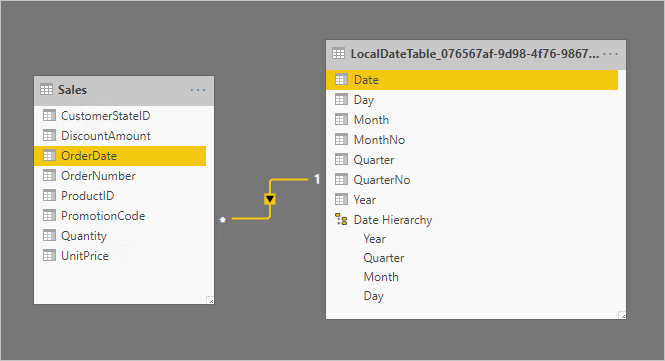 Sales
CustomerStateID
DiscountAmount
OrderDate
OrderNumber
ProductID
PromotionCode
Quantity
UnitPrice
*
1
LocalDateTable_076567af-9d98-4f76-9867...
Date
Day
Month
MonthNo
Quarter
QuarterNo
Year
Date Hierarchy
Year
Quarter
Month
Day